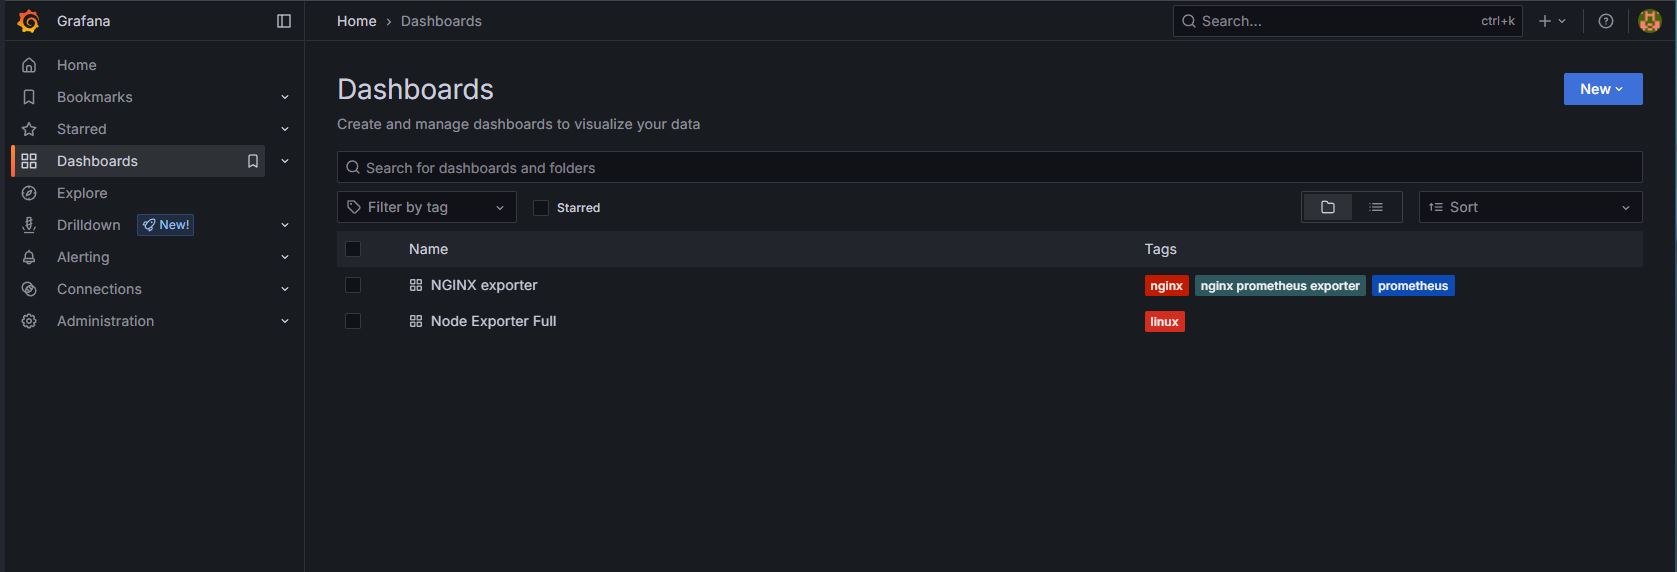 Grafana
Home › Dashboards
Search... ctrl+k
Home
Bookmarks
Starred
Dashboards
Explore
Drilldown New!
Alerting
Connections
Administration
Dashboards
New
Create and manage dashboards to visualize your data
Search for dashboards and folders
Filter by tag Starred Sort
Name Tags
NGINX exporter nginx nginx prometheus exporter prometheus
Node Exporter Full linux